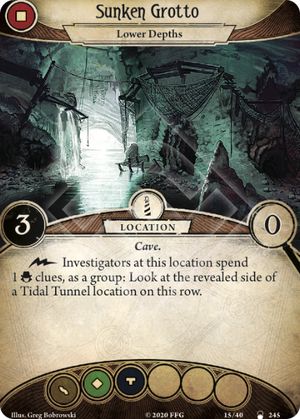 Sunken Grotto
Lower Depths
3
LOCATION
0
Cave.
Investigators at this location spend
1 clues, as a group: Look at the revealed side of
a Tidal Tunnel location on this row.
Illus. Greg Bobrowski
© 2020 FFG
15/40
245